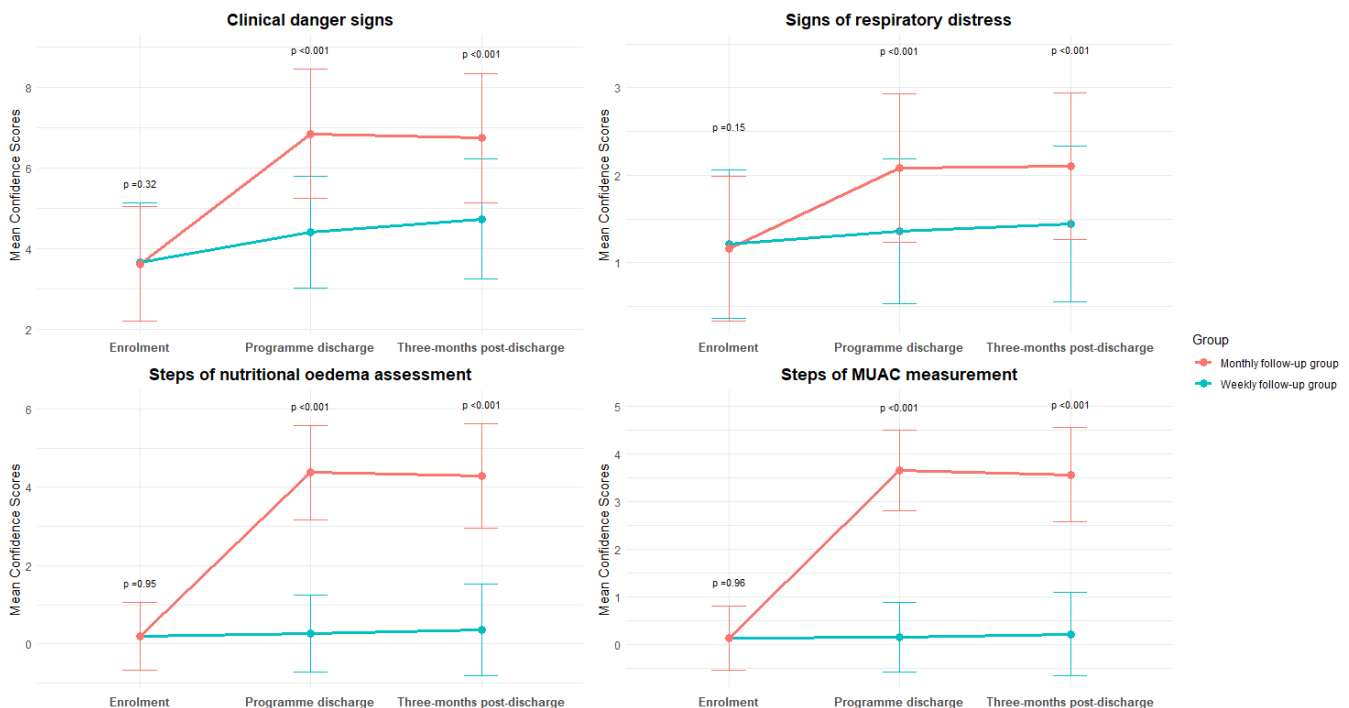 Clinical danger signs
Mean Confidence Scores
8
6
4
2
p =0.32
p <0.001
p <0.001
Enrolment
Programme discharge
Three-months post-discharge
Signs of respiratory distress
Mean Confidence Scores
3
2
1
p =0.15
p <0.001
p <0.001
Enrolment
Programme discharge
Three-months post-discharge
Group
Monthly follow-up group
Weekly follow-up group
Steps of nutritional oedema assessment
Mean Confidence Scores
6
4
2
0
p =0.95
p <0.001
p <0.001
Enrolment
Programme discharge
Three-months post-discharge
Steps of MUAC measurement
Mean Confidence Scores
5
4
3
2
1
0
p =0.96
p <0.001
p <0.001
Enrolment
Programme discharge
Three-months post-discharge